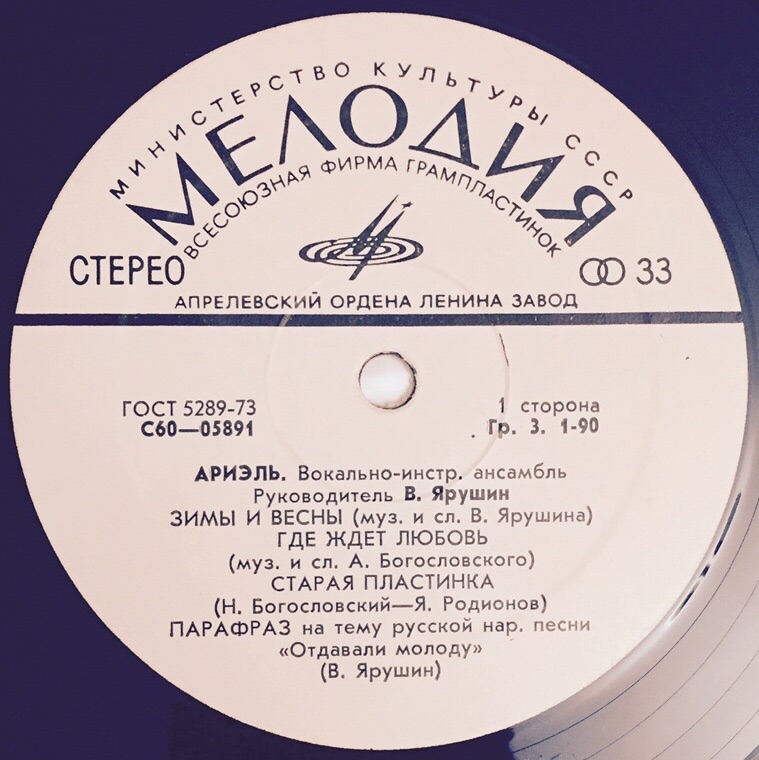 МИНИСТЕРСТВО КУЛЬТУРЫ СССР
МЕЛОДИЯ
ВСЕСОЮЗНАЯ ФИРМА ГРАМПЛАСТИНОК
СТЕРЕО 33
АПРЕЛЕВСКИЙ ОРДЕНА ЛЕНИНА ЗАВОД
ГОСТ 5289-73 1 сторона
С60—05891 Гр. 3. 1-90
АРИЭЛЬ. Вокально-инстр. ансамбль
Руководитель В. Ярушин
ЗИМЫ И ВЕСНЫ (муз. и сл. В. Ярушина)
ГДЕ ЖДЕТ ЛЮБОВЬ
(муз. и сл. А. Богословского)
СТАРАЯ ПЛАСТИНКА
(Н. Богословский—Я. Родионов)
ПАРАФРАЗ на тему русской нар. песни
«Отдавали молоду»
(В. Ярушин)